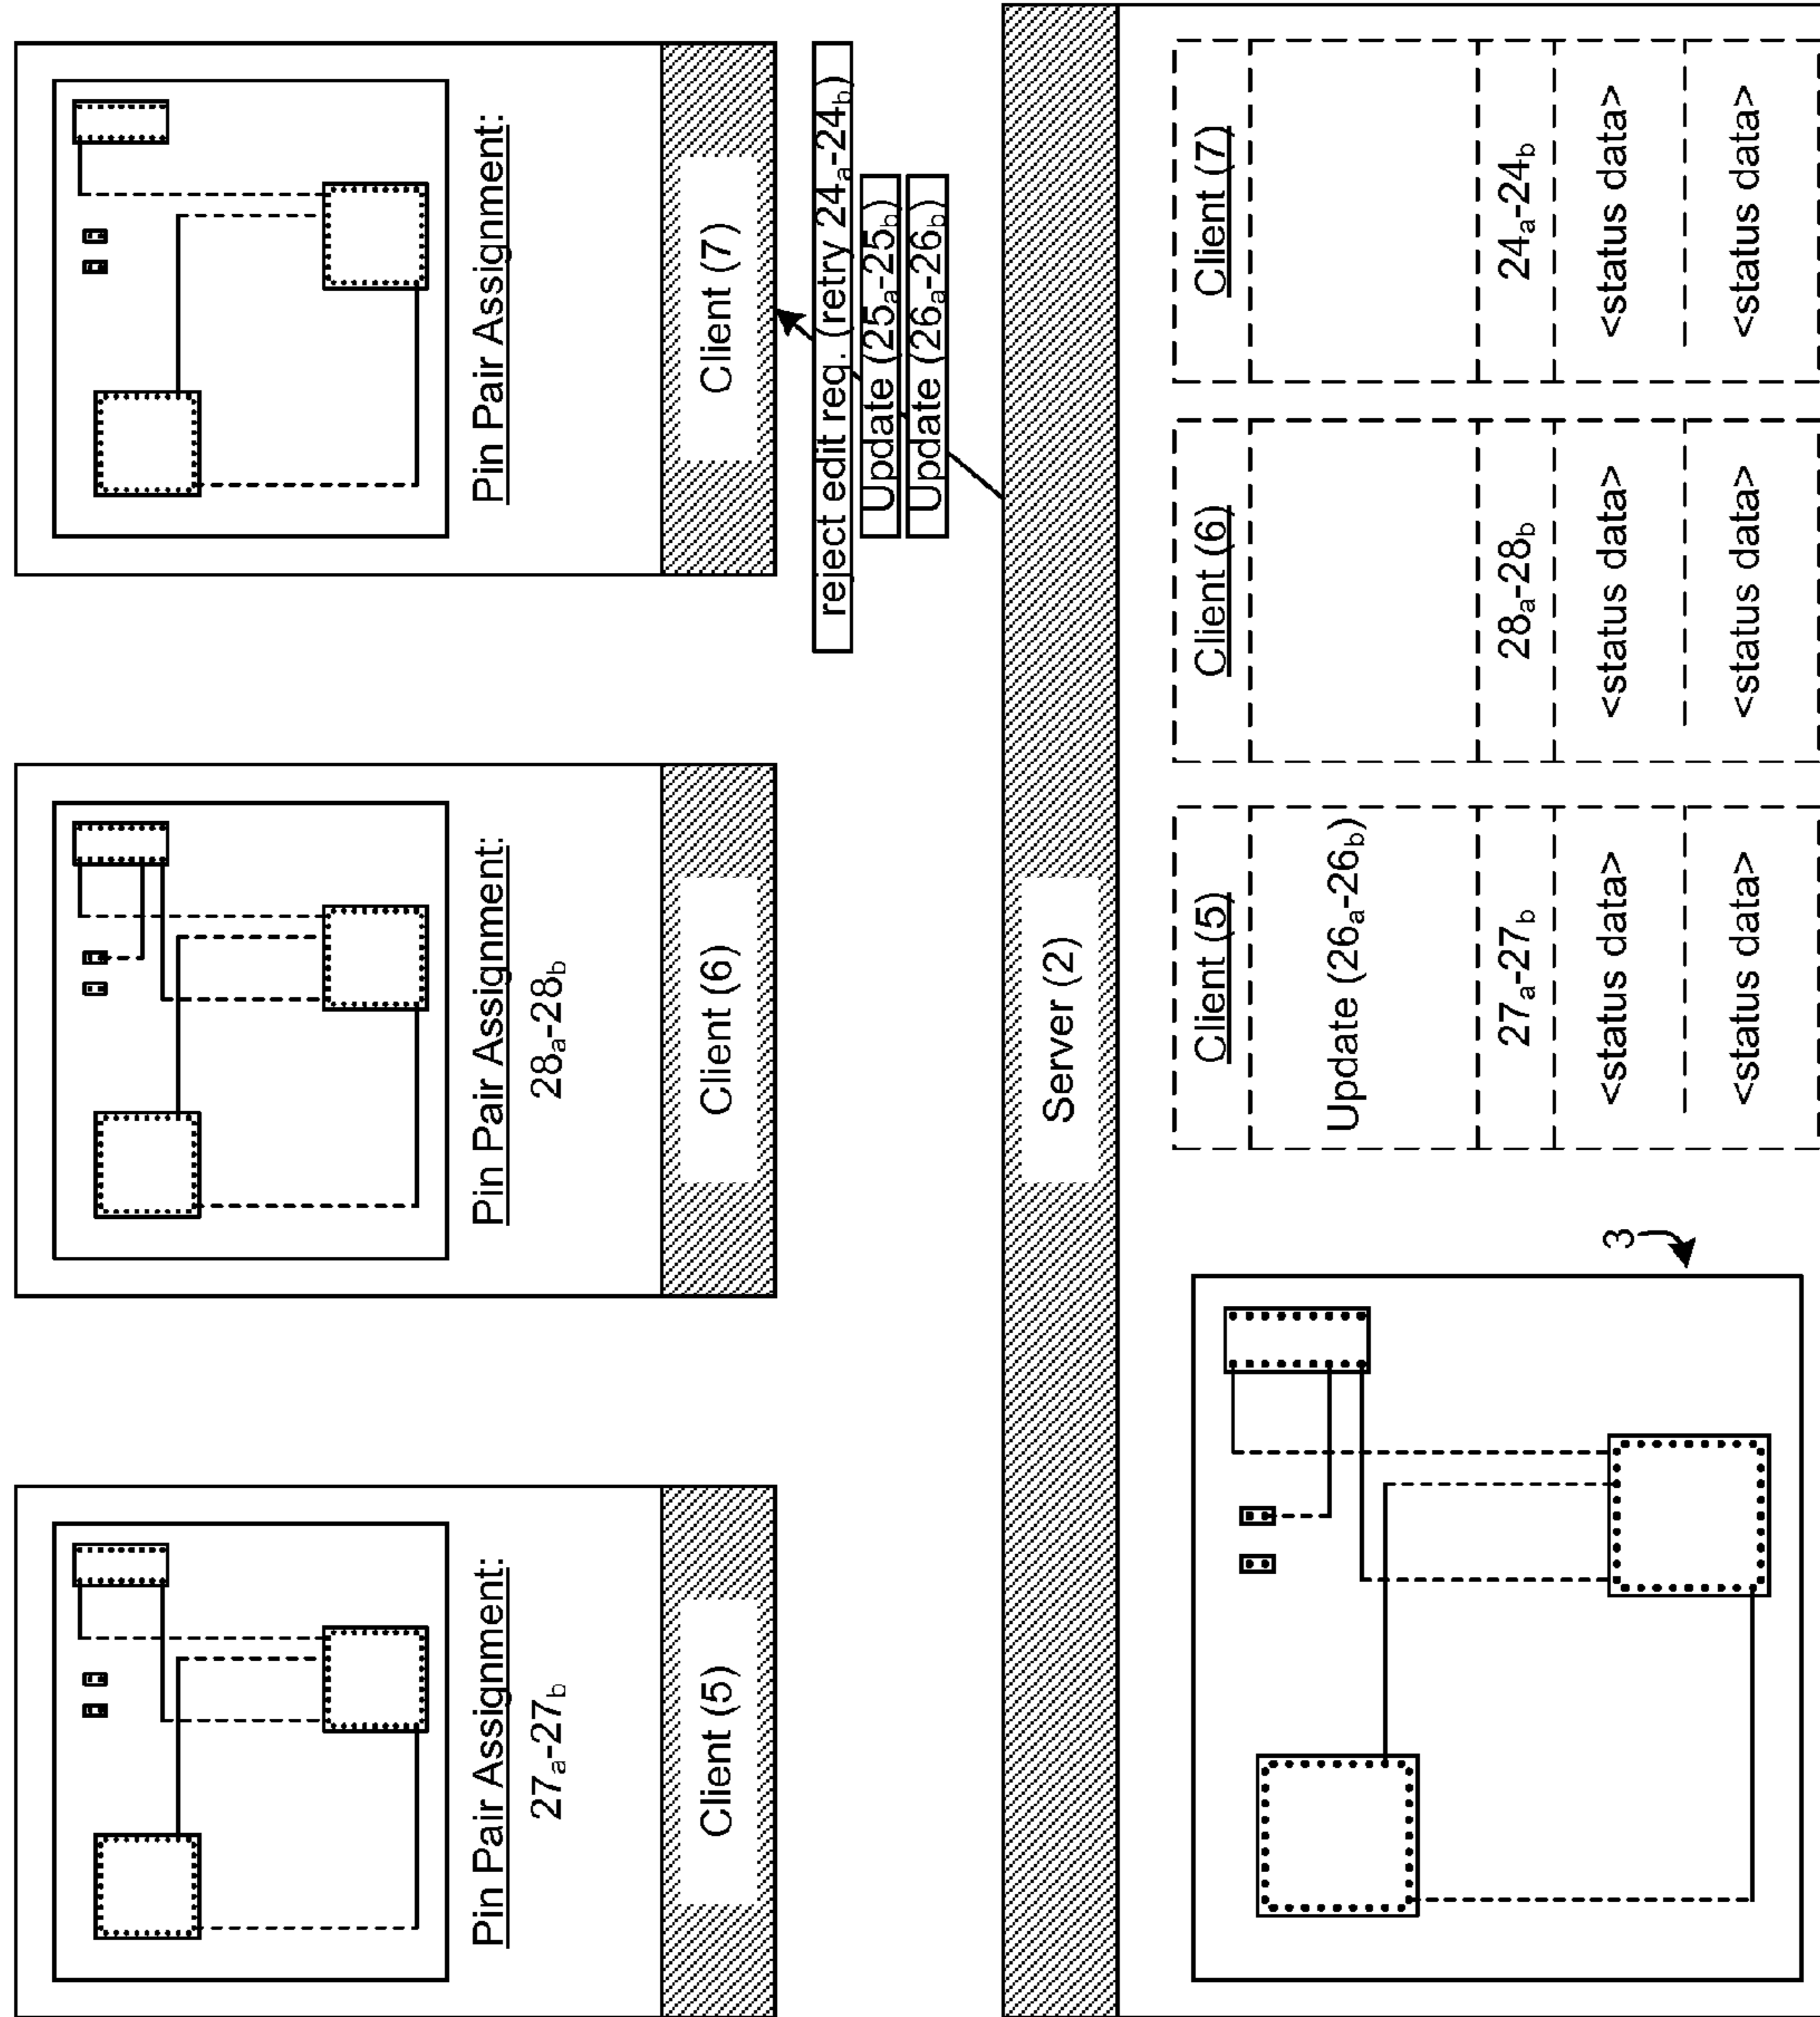 Pin Pair Assignment:
27a-27b
Client (5)
Pin Pair Assignment:
28a-28b
Client (6)
Pin Pair Assignment:
Client (7)
reject edit req. (retry 24a-24b)
Update (25a-25b)
Update (26a-26b)
Server (2)
3
Client (5)
Update (26a-26b)
27a-27b
<status data>
<status data>
Client (6)
28a-28b
<status data>
<status data>
Client (7)
24a-24b
<status data>
<status data>